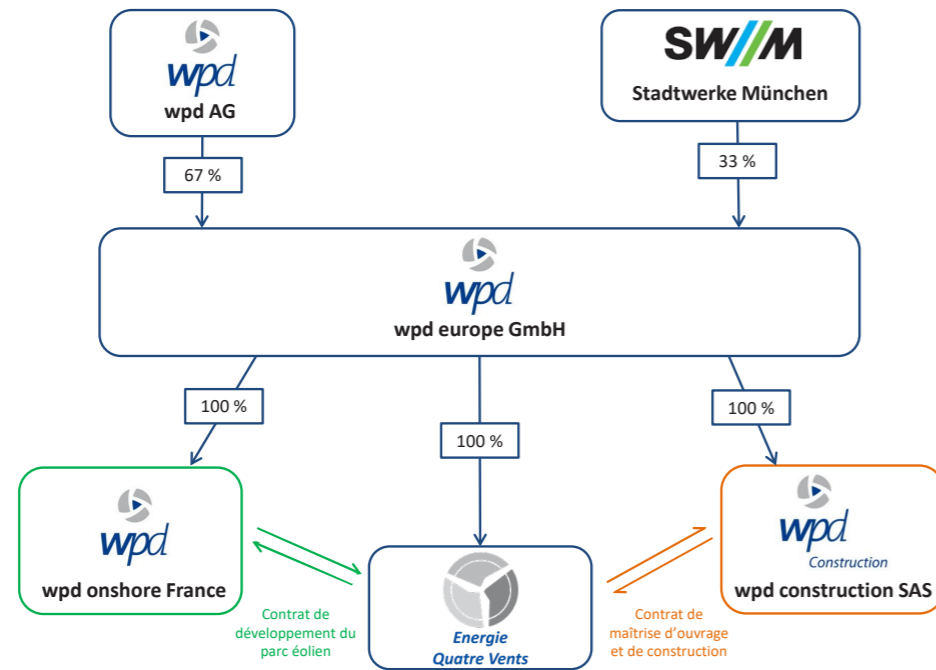 wpd
wpd AG
SW//M
Stadtwerke München
67 %
33 %
wpd
wpd europe GmbH
100 %
100 %
100 %
wpd
wpd onshore France
Contrat de
développement du
parc éolien
Energie
Quatre Vents
Contrat de
maîtrise d'ouvrage
et de construction
wpd
Construction
wpd construction SAS